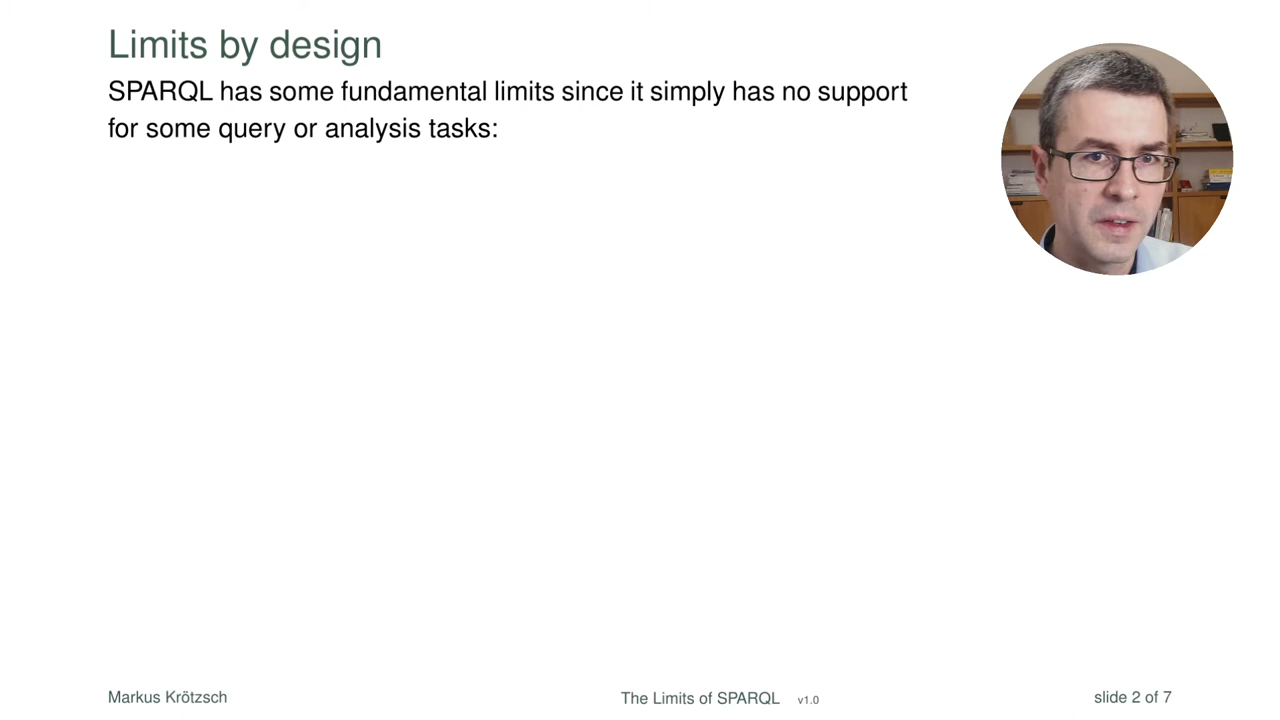 Limits by design
SPARQL has some fundamental limits since it simply has no support
for some query or analysis tasks:
Markus Krötzsch
The Limits of SPARQL v1.0
slide 2 of 7